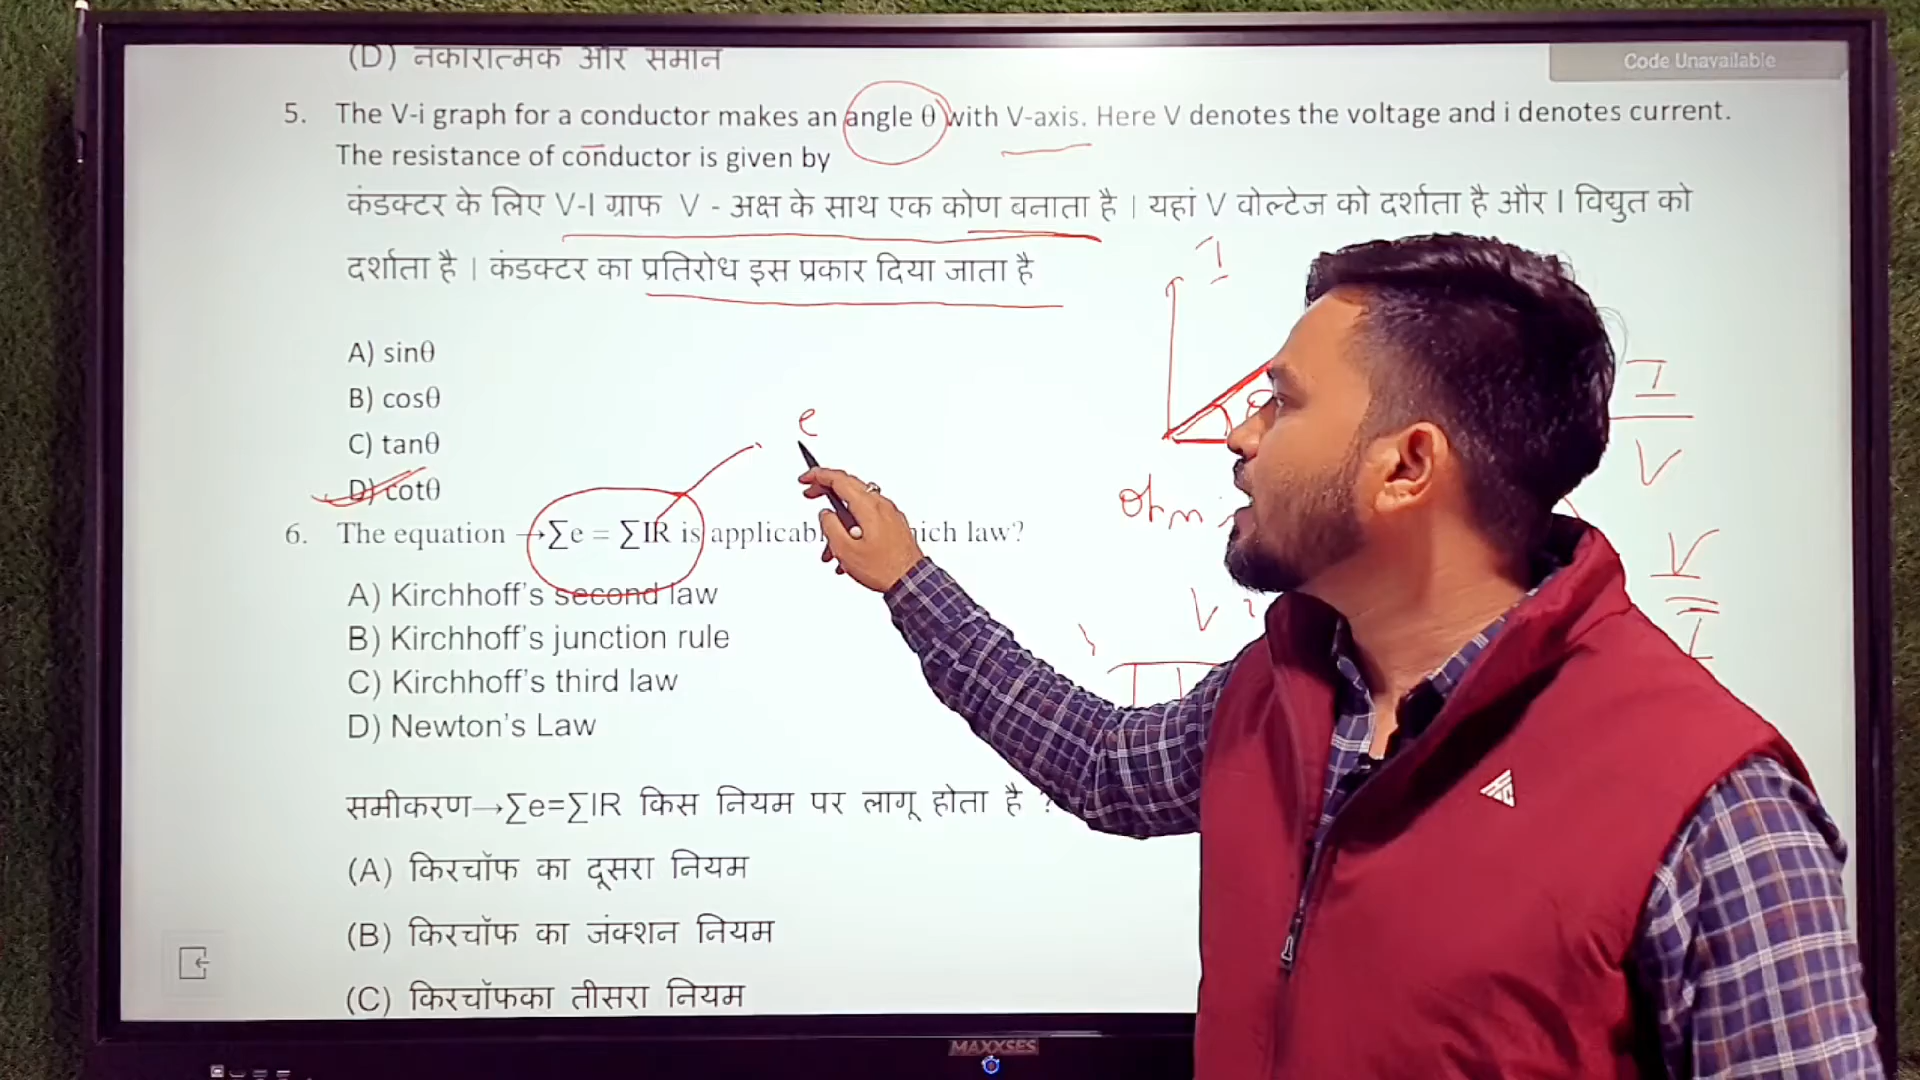 (D) नकारात्मक और समान
Code Unavailable
5. The V-i graph for a conductor makes an angle θ with V-axis. Here V denotes the voltage and i denotes current.
The resistance of conductor is given by
कंडक्टर के लिए V-I ग्राफ V - अक्ष के साथ एक कोण बनाता है । यहां V वोल्टेज को दर्शाता है और I विद्युत को
दर्शाता है । कंडक्टर का प्रतिरोध इस प्रकार दिया जाता है
I
A) sinθ
B) cosθ
C) tanθ
D) cotθ
e
I
V
ohm
V
I
V
6. The equation →∑e = ∑IR is law?
A) Kirchhoff's second law
B) Kirchhoff's junction rule
C) Kirchhoff's third law
D) Newton's Law
समीकरण→∑e=∑IR किस नियम पर लागू होता है ?
(A) किरचॉफ का दूसरा नियम
(B) किरचॉफ का जंक्शन नियम
(C) किरचॉफका तीसरा नियम
MAXXSES